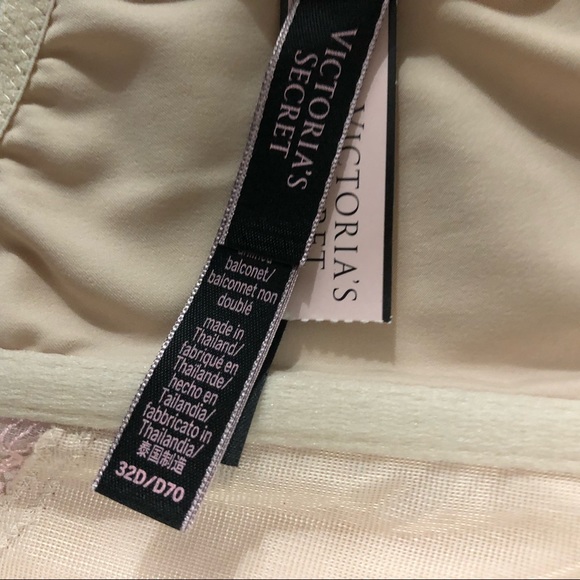 VICTORIA'S
SECRET
VICTORIA'S
RET
balconet/
balconnet non
doublé
made in
Thailand/
fabriqué en
Thaïlande/
hecho en
Tailandia/
fabbricato in
Thailandia/
泰国制造
32D/D70